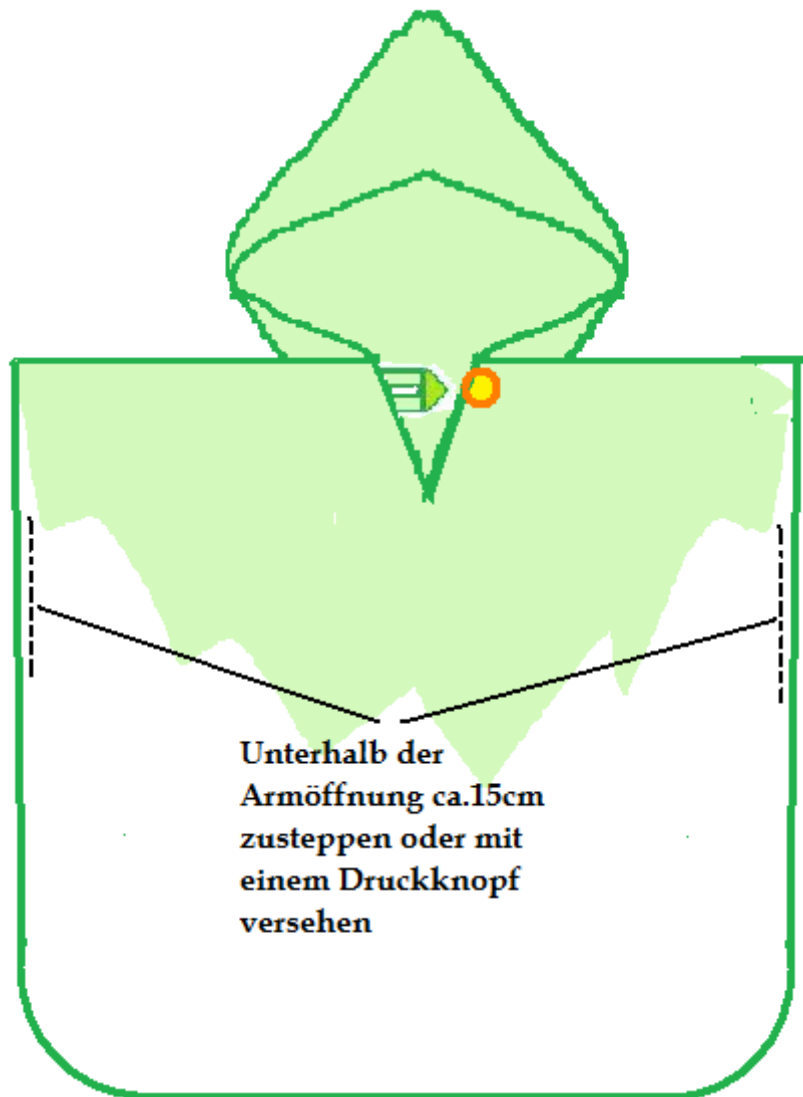 Unterhalb der
Armöffnung ca.15cm
zusteppen oder mit
einem Druckknopf
versehen